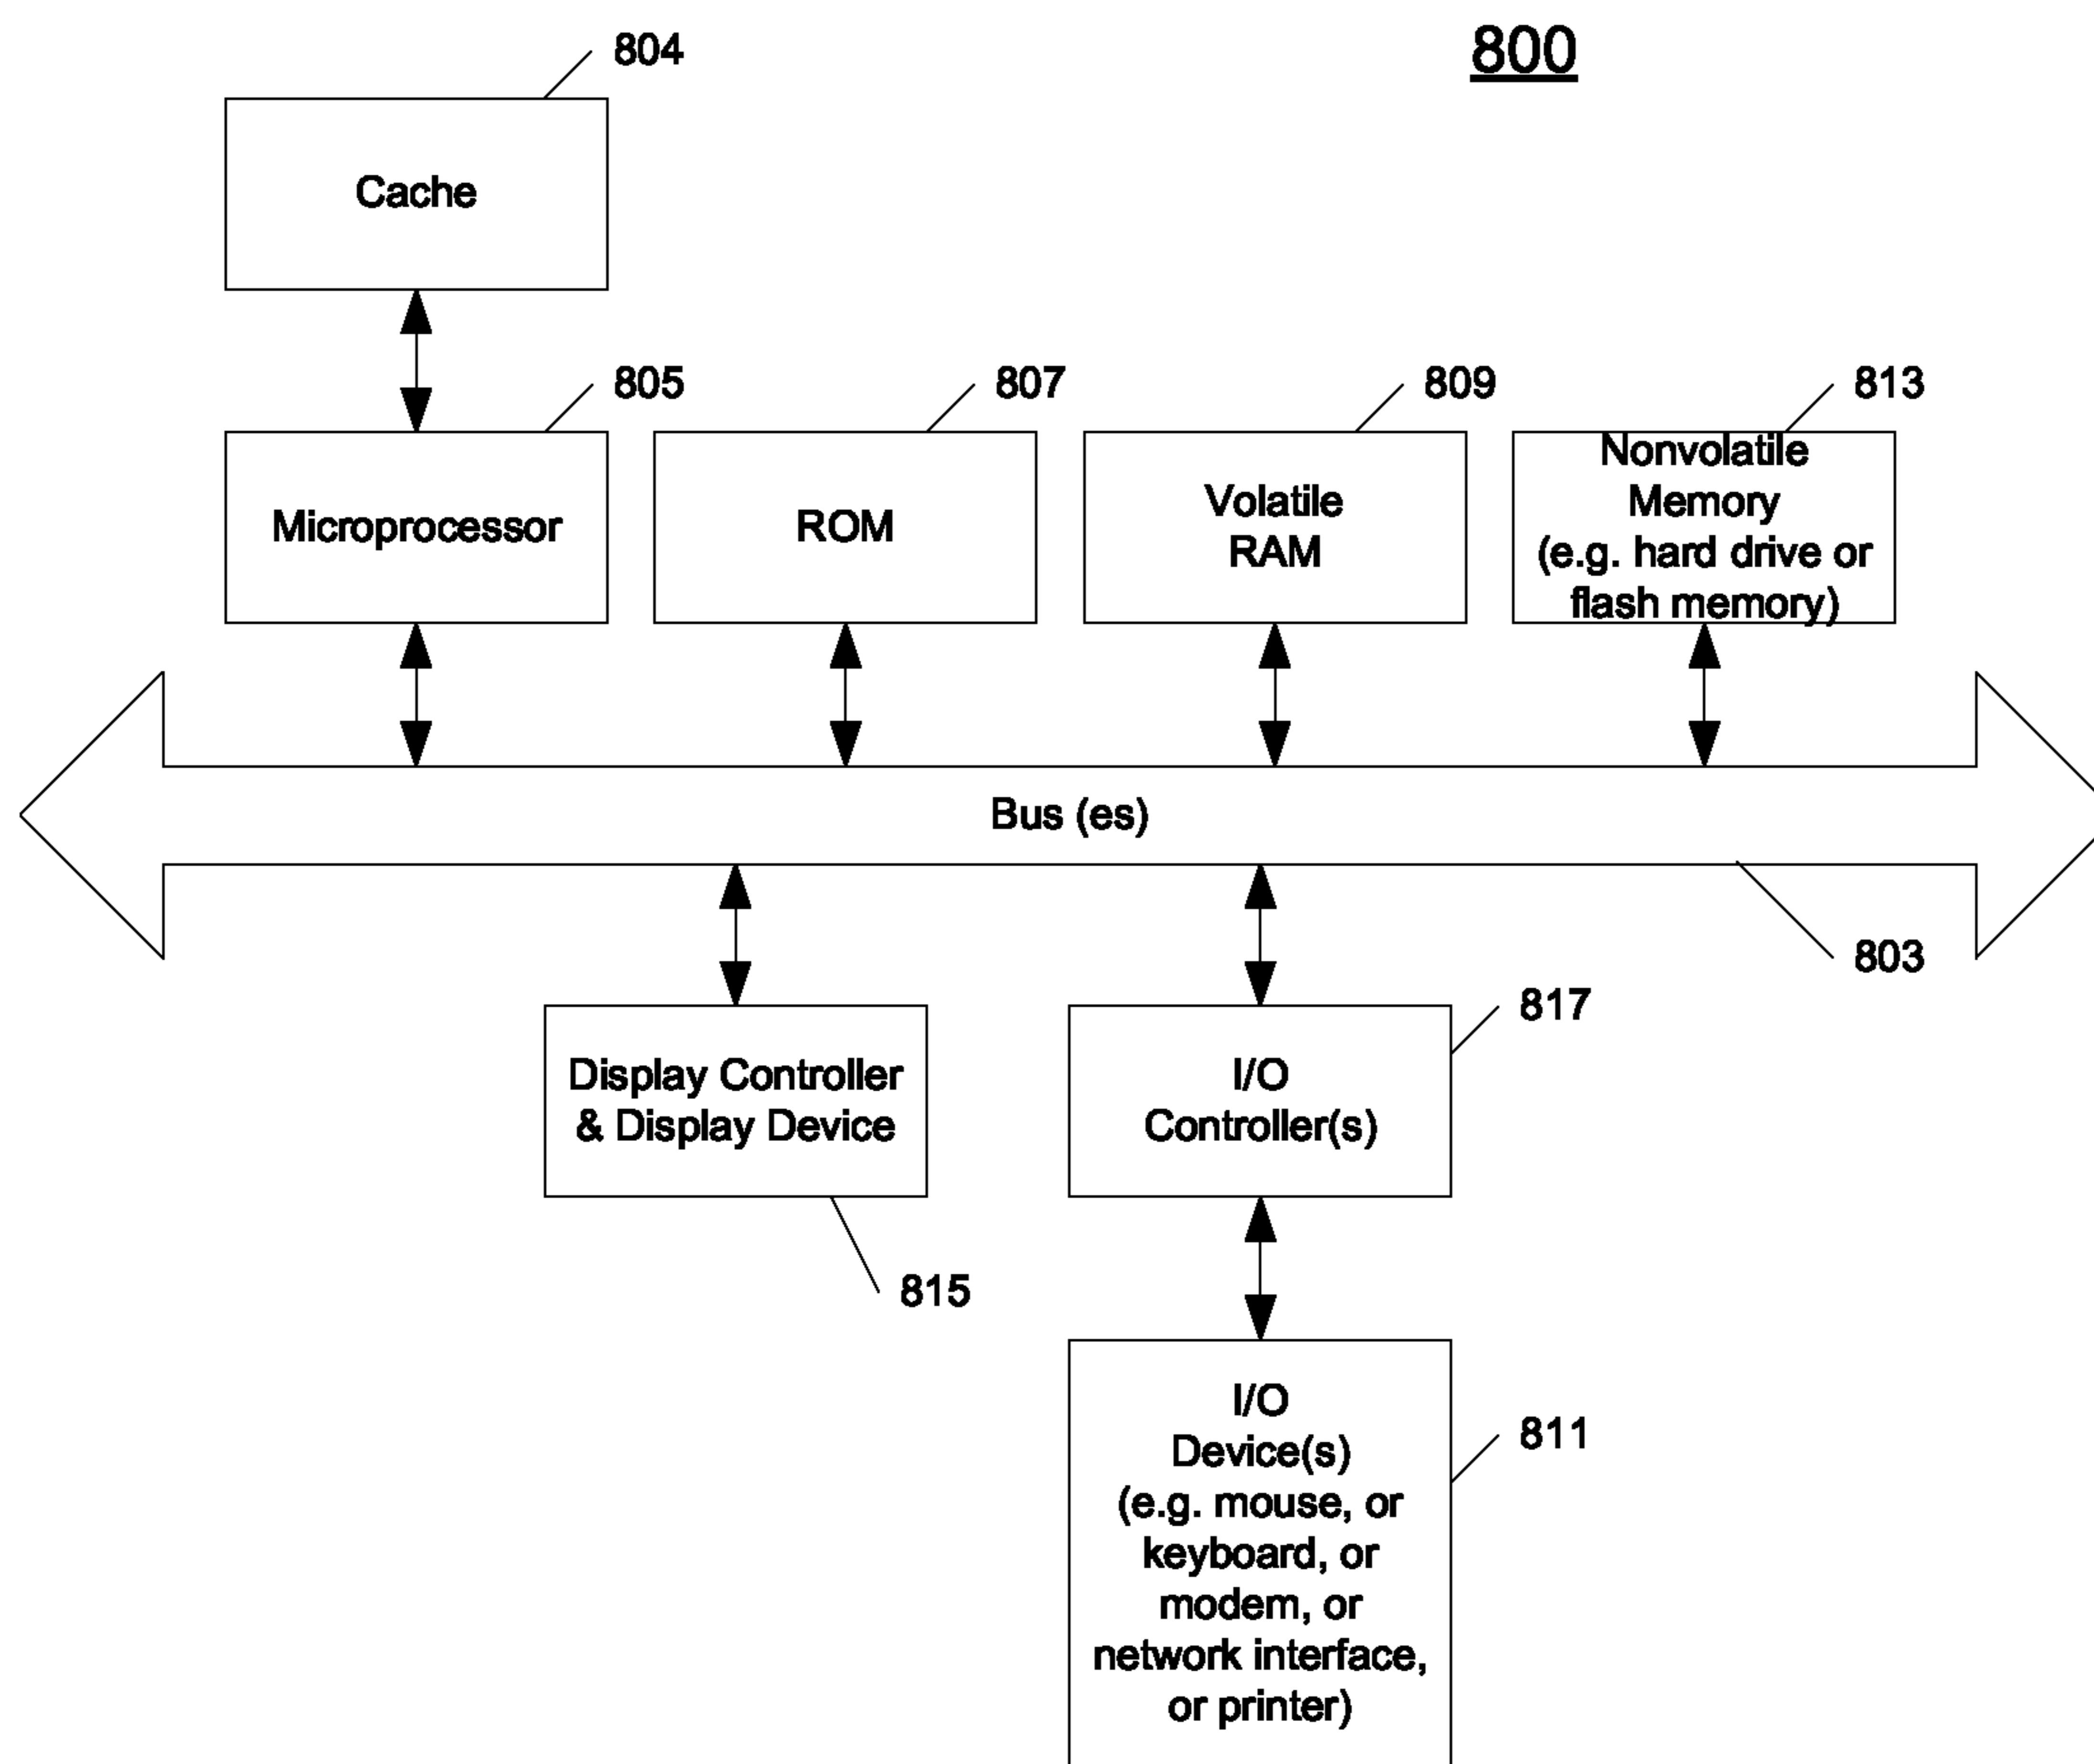 800
804
Cache
805
807
809
813
Microprocessor
ROM
Volatile
RAM
Nonvolatile
Memory
(e.g. hard drive or
flash memory)
Bus (es)
803
817
Display Controller
& Display Device
I/O
Controller(s)
815
I/O
Device(s)
(e.g. mouse, or
keyboard, or
modem, or
network interface,
or printer)
811